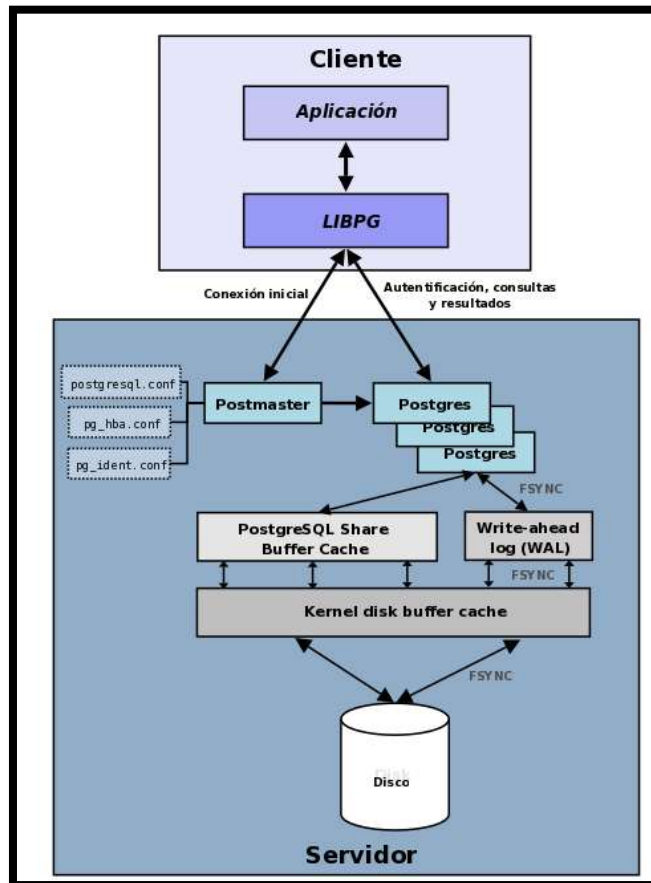 Cliente
Aplicación
LIBPG
Conexión inicial
Autentificación, consultas
y resultados
postgresql.conf
pg_hba.conf
pg_ident.conf
Postmaster
Postgres
Postgres
Postgres
FSYNC
PostgreSQL Share
Buffer Cache
Write-ahead
log (WAL)
FSYNC
Kernel disk buffer cache
FSYNC
Disk
Disco
Servidor